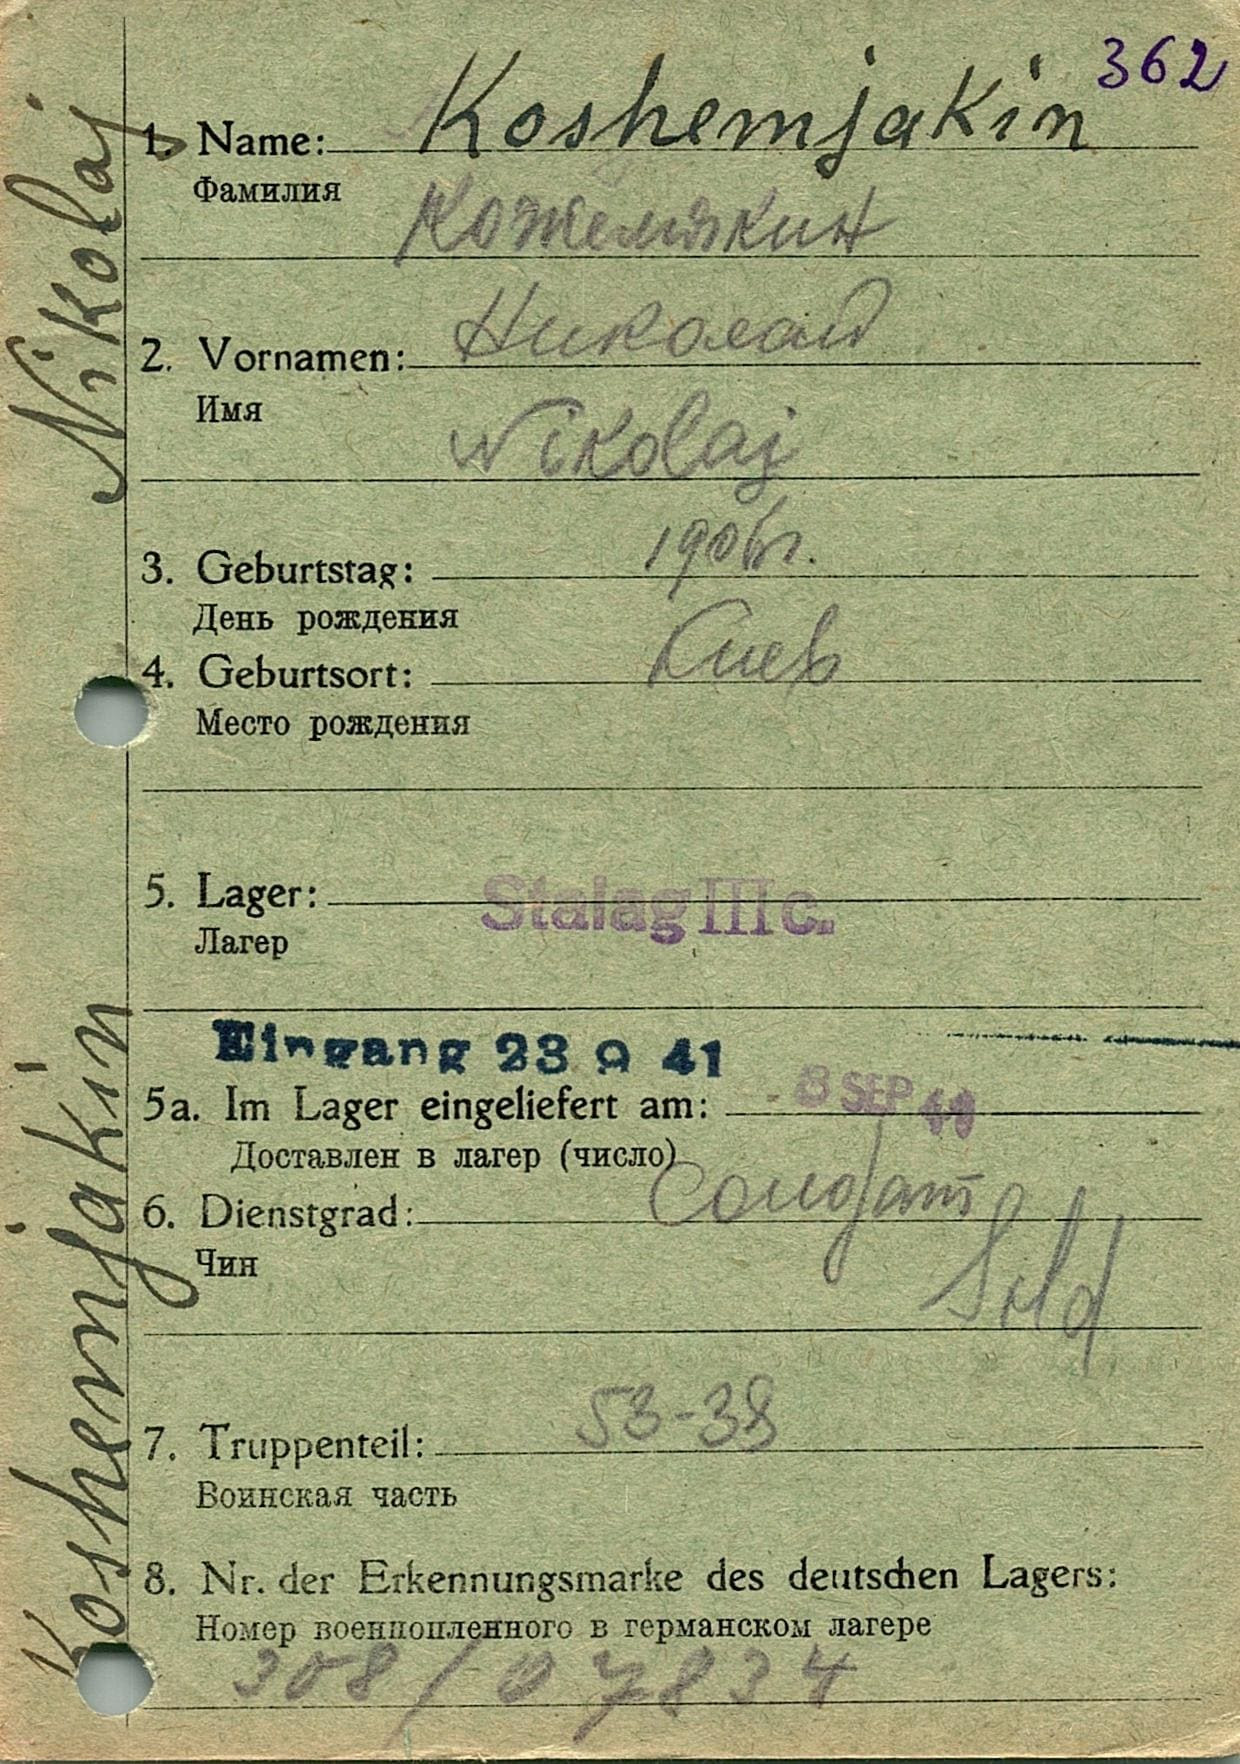 362
1. Name: Koshemjakin
Фамилия
Кожемякин
Николай
2. Vornamen:
Имя
Nikolaj
3. Geburtstag: 1906г.
День рождения
4. Geburtsort: Киев
Место рождения
5. Lager: Stalag III c.
Лагер
Eingang 23 9 41
5a. Im Lager eingeliefert am: - 8 SEP
Доставлен в лагер (число)
6. Dienstgrad: Солдат
Чин
Sold
7. Truppenteil: 53-38
Воинская часть
8. Nr. der Erkennungsmarke des deutschen Lagers:
Номер военнопленного в германском лагере
308/07834
Koshemjakin Nikolaj